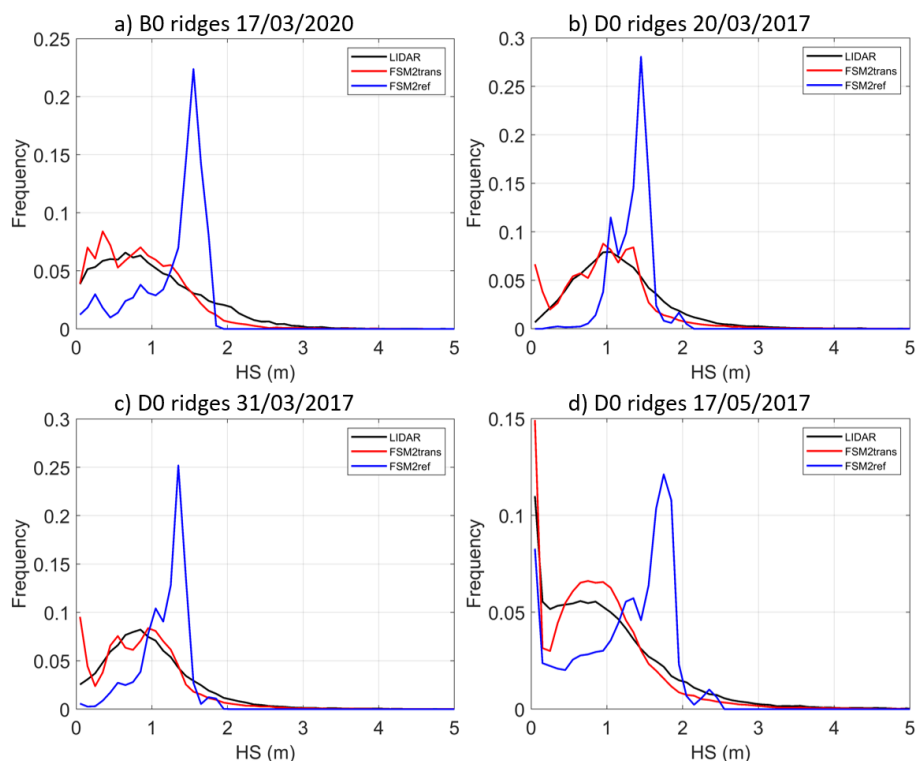 a) B0 ridges 17/03/2020
0.25
0.2
0.15
0.1
0.05
0
Frequency
LIDAR
FSM2trans
FSM2ref
0 1 2 3 4 5
HS (m)
b) D0 ridges 20/03/2017
0.3
0.25
0.2
0.15
0.1
0.05
0
Frequency
LIDAR
FSM2trans
FSM2ref
0 1 2 3 4 5
HS (m)
c) D0 ridges 31/03/2017
0.3
0.25
0.2
0.15
0.1
0.05
0
Frequency
LIDAR
FSM2trans
FSM2ref
0 1 2 3 4 5
HS (m)
d) D0 ridges 17/05/2017
0.15
0.1
0.05
0
Frequency
LIDAR
FSM2trans
FSM2ref
0 1 2 3 4 5
HS (m)